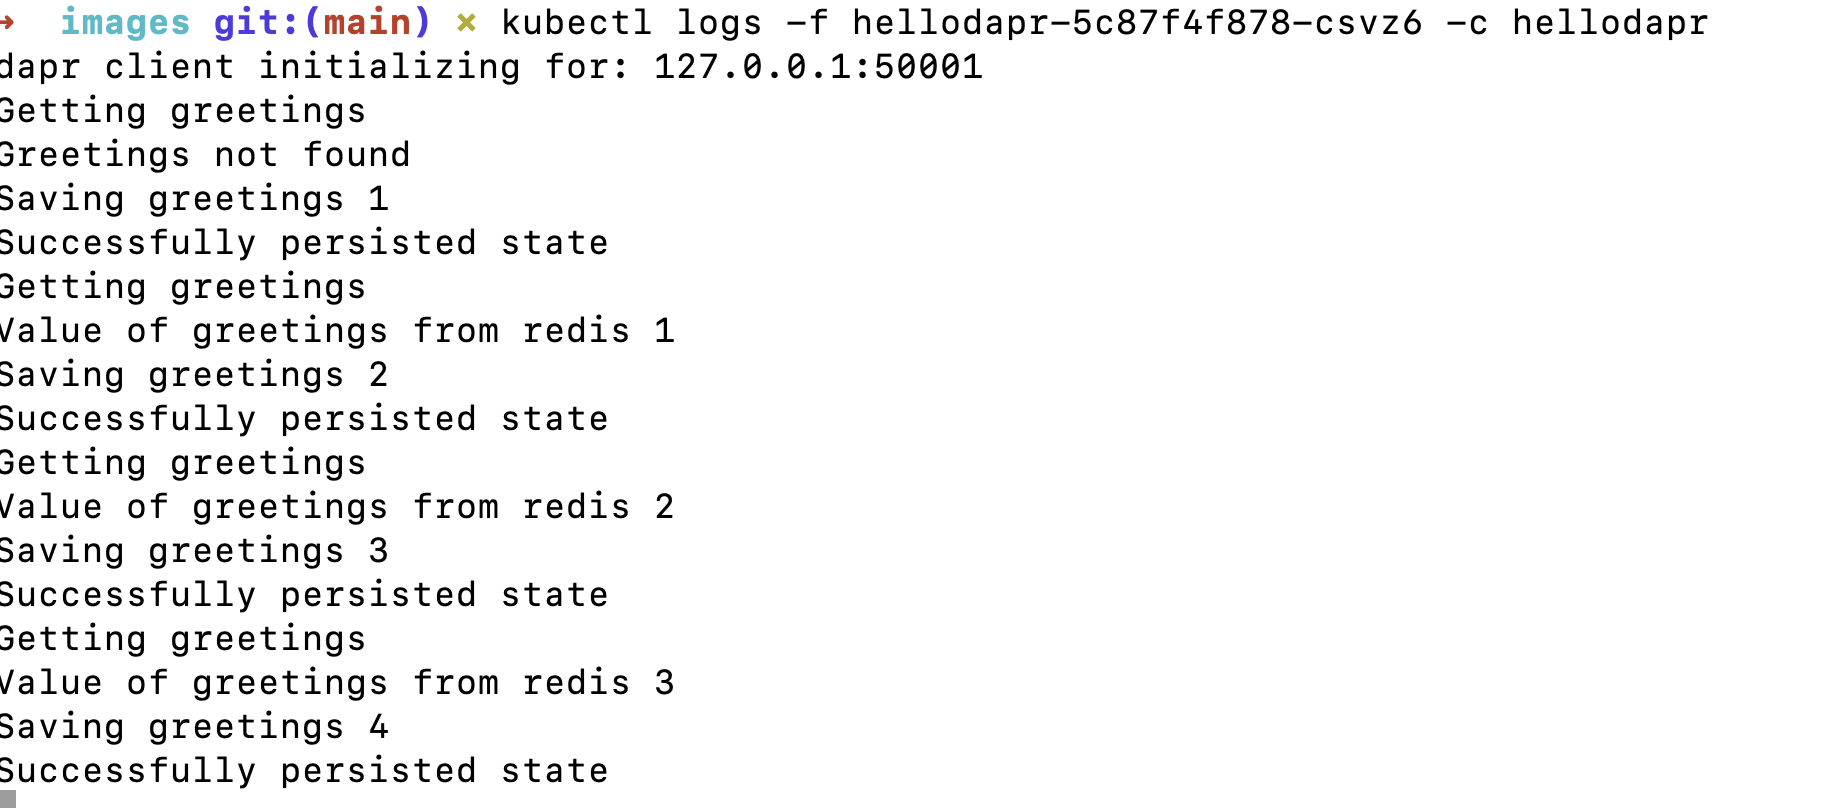 → images git:(main) × kubectl logs -f hellodapr-5c87f4f878-csvz6 -c hellodapr
dapr client initializing for: 127.0.0.1:50001
Getting greetings
Greetings not found
Saving greetings 1
Successfully persisted state
Getting greetings
Value of greetings from redis 1
Saving greetings 2
Successfully persisted state
Getting greetings
Value of greetings from redis 2
Saving greetings 3
Successfully persisted state
Getting greetings
Value of greetings from redis 3
Saving greetings 4
Successfully persisted state